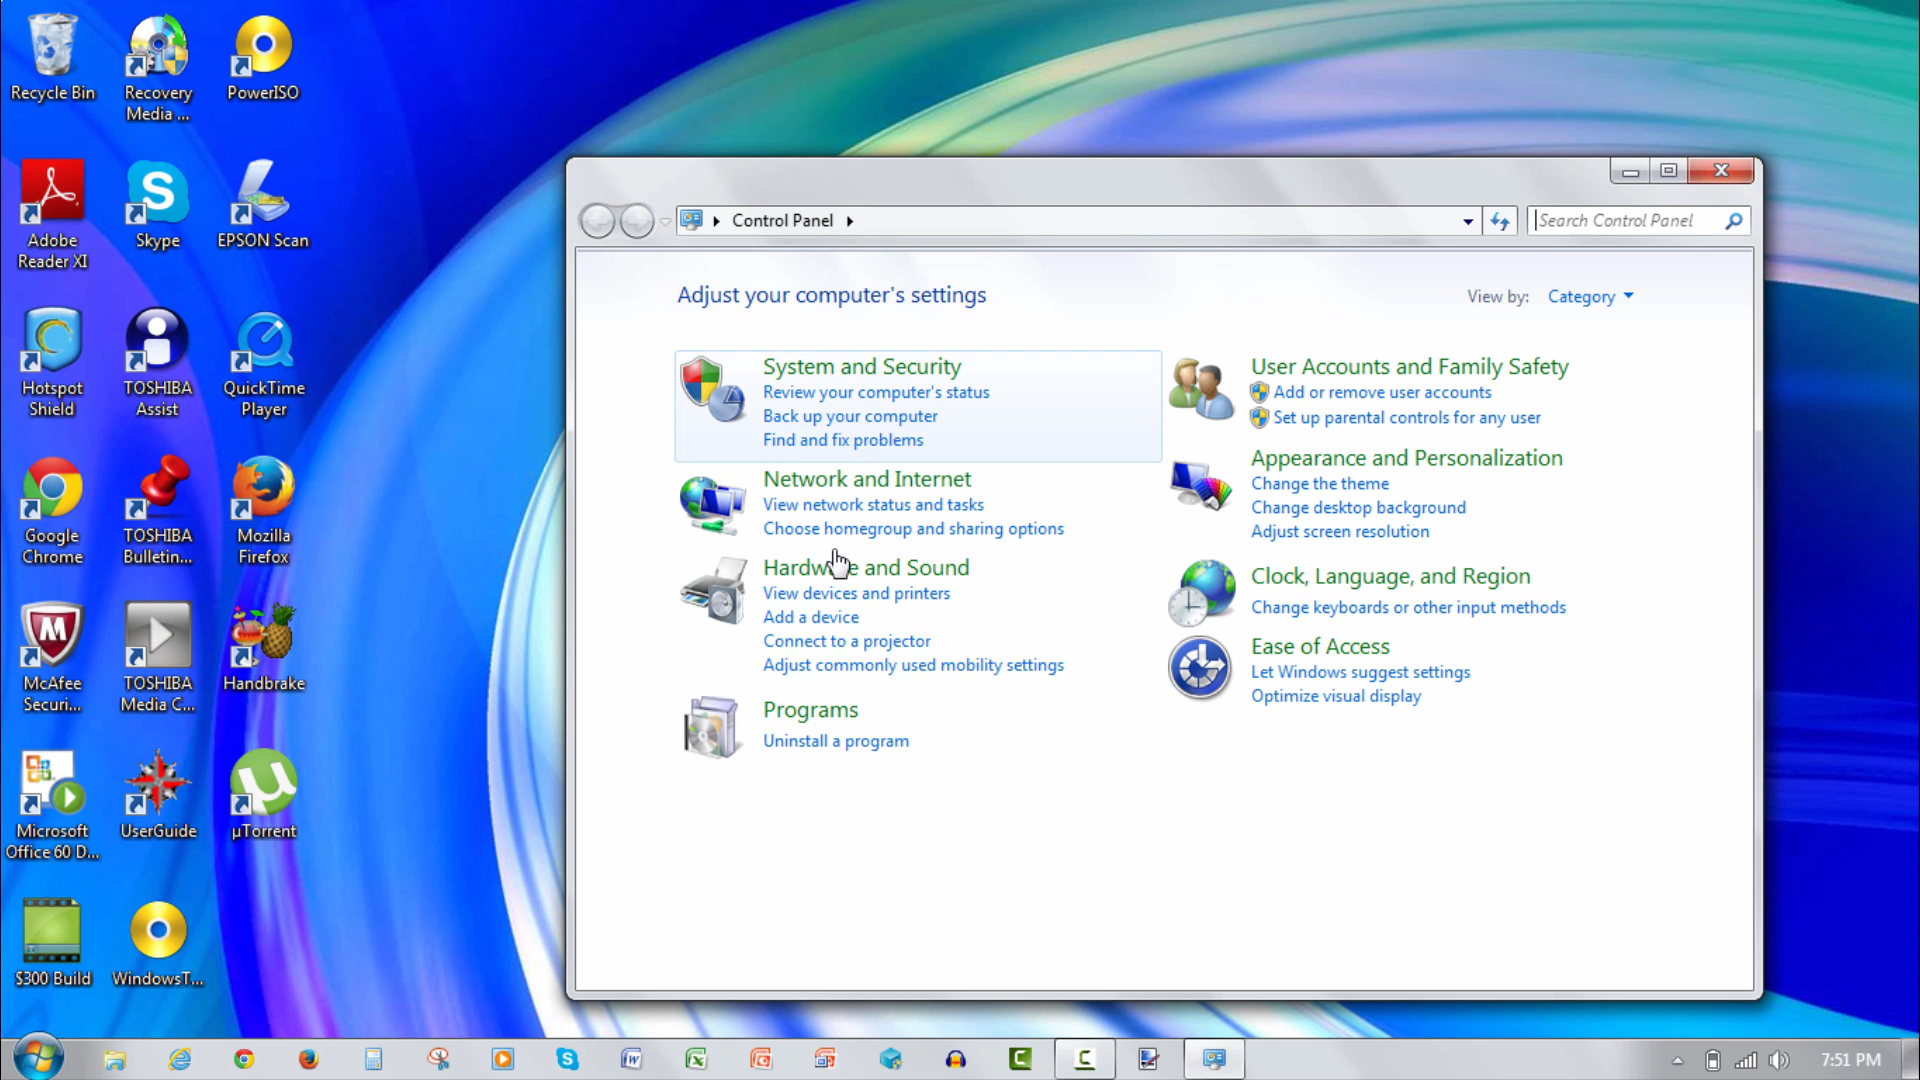 Recycle Bin
Recovery
Media ...
PowerISO
Adobe
Reader XI
Skype
EPSON Scan
Hotspot
Shield
TOSHIBA
Assist
QuickTime
Player
Google
Chrome
TOSHIBA
Bulletin...
Mozilla
Firefox
McAfee
Securi...
TOSHIBA
Media C...
Handbrake
Microsoft
Office 60 D...
UserGuide
µTorrent
$300 Build
WindowsT...
Control Panel
Search Control Panel
Adjust your computer's settings
View by: Category
System and Security
Review your computer's status
Back up your computer
Find and fix problems
Network and Internet
View network status and tasks
Choose homegroup and sharing options
Hardware and Sound
View devices and printers
Add a device
Connect to a projector
Adjust commonly used mobility settings
Programs
Uninstall a program
User Accounts and Family Safety
Add or remove user accounts
Set up parental controls for any user
Appearance and Personalization
Change the theme
Change desktop background
Adjust screen resolution
Clock, Language, and Region
Change keyboards or other input methods
Ease of Access
Let Windows suggest settings
Optimize visual display
7:51 PM